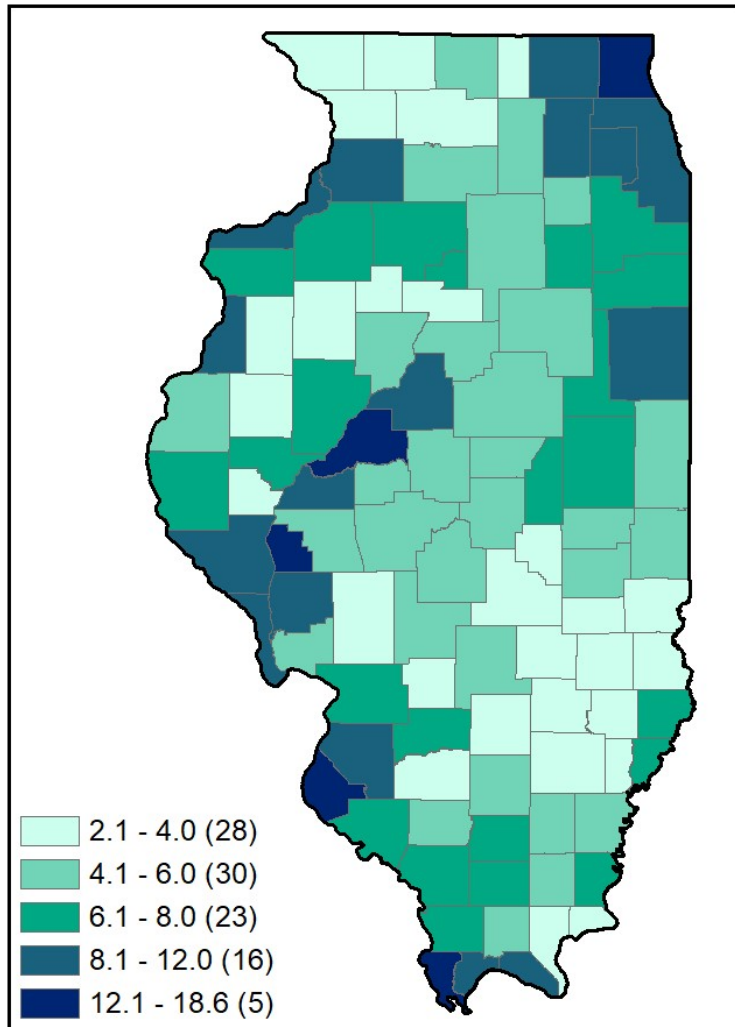 2.1 - 4.0 (28)
4.1 - 6.0 (30)
6.1 - 8.0 (23)
8.1 - 12.0 (16)
12.1 - 18.6 (5)